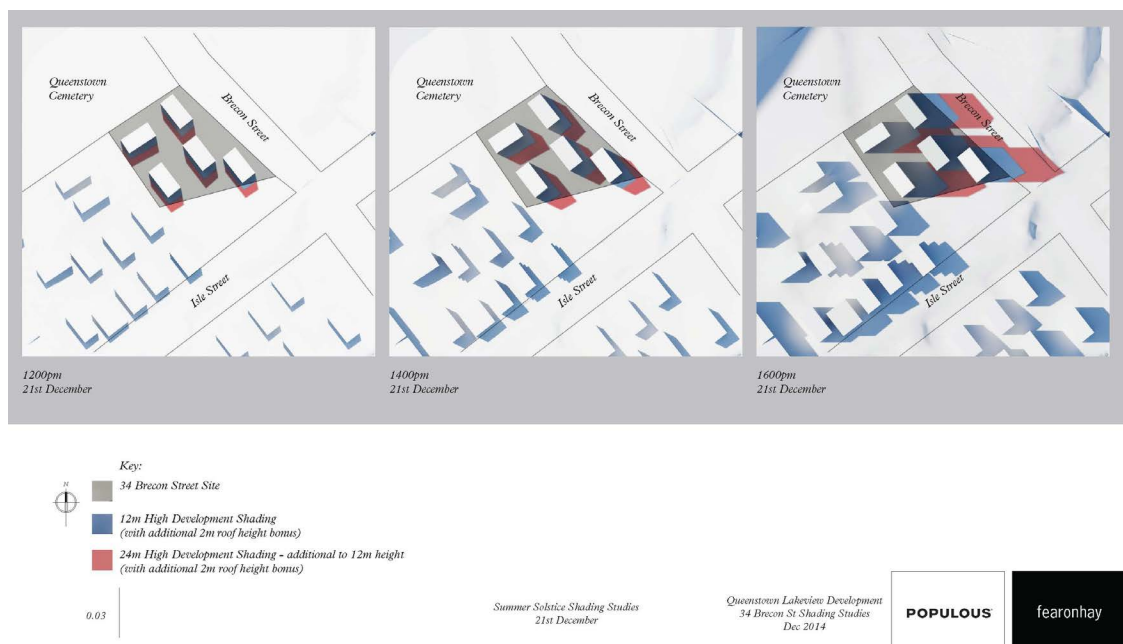 Queenstown
Cemetery
Brecon Street
Isle Street
1200pm
21st December
Queenstown
Cemetery
Brecon Street
Isle Street
1400pm
21st December
Queenstown
Cemetery
Brecon Street
Isle Street
1600pm
21st December
Key:
N
34 Brecon Street Site
12m High Development Shading
(with additional 2m roof height bonus)
24m High Development Shading - additional to 12m height
(with additional 2m roof height bonus)
0.03
Summer Solstice Shading Studies
21st December
Queenstown Lakeview Development
34 Brecon St Shading Studies
Dec 2014
POPULOUS
fearonhay